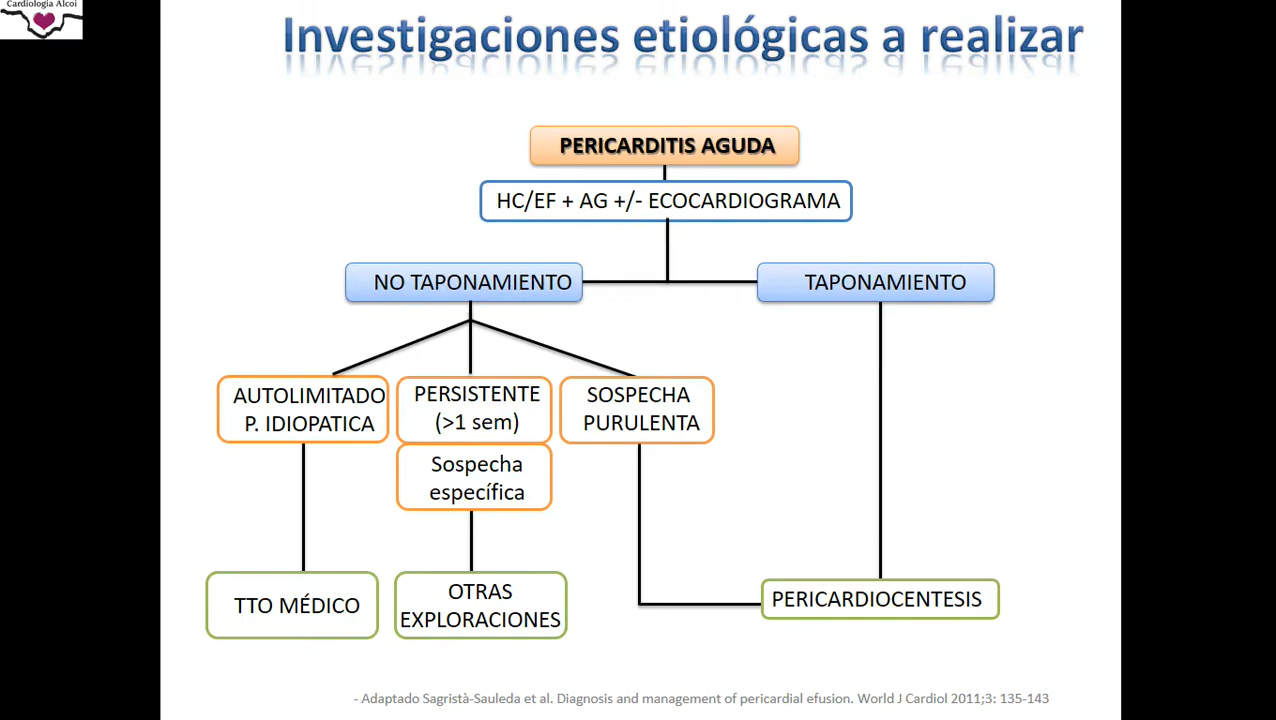 Cardiología Alcoi
Investigaciones etiológicas a realizar
PERICARDITIS AGUDA
HC/EF + AG +/- ECOCARDIOGRAMA
NO TAPONAMIENTO
TAPONAMIENTO
AUTOLIMITADO
P. IDIOPATICA
PERSISTENTE
(>1 sem)
Sospecha
específica
SOSPECHA
PURULENTA
TTO MÉDICO
OTRAS
EXPLORACIONES
PERICARDIOCENTESIS
- Adaptado Sagristà-Sauleda et al. Diagnosis and management of pericardial efusion. World J Cardiol 2011;3: 135-143